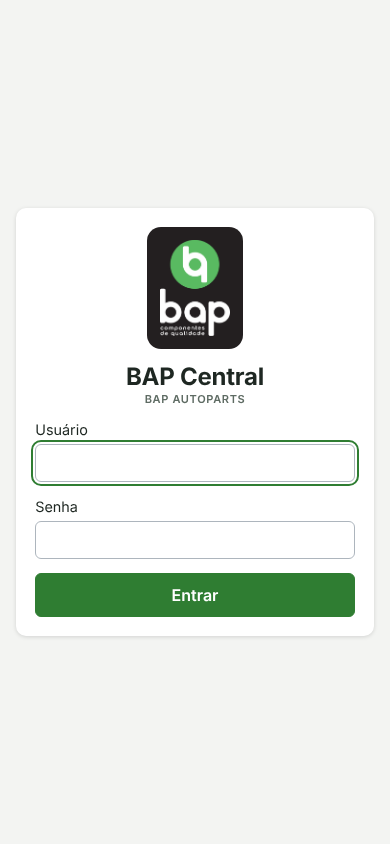 bap
componentes
de qualidade
BAP Central
BAP AUTOPARTS
Usuário
Senha
Entrar